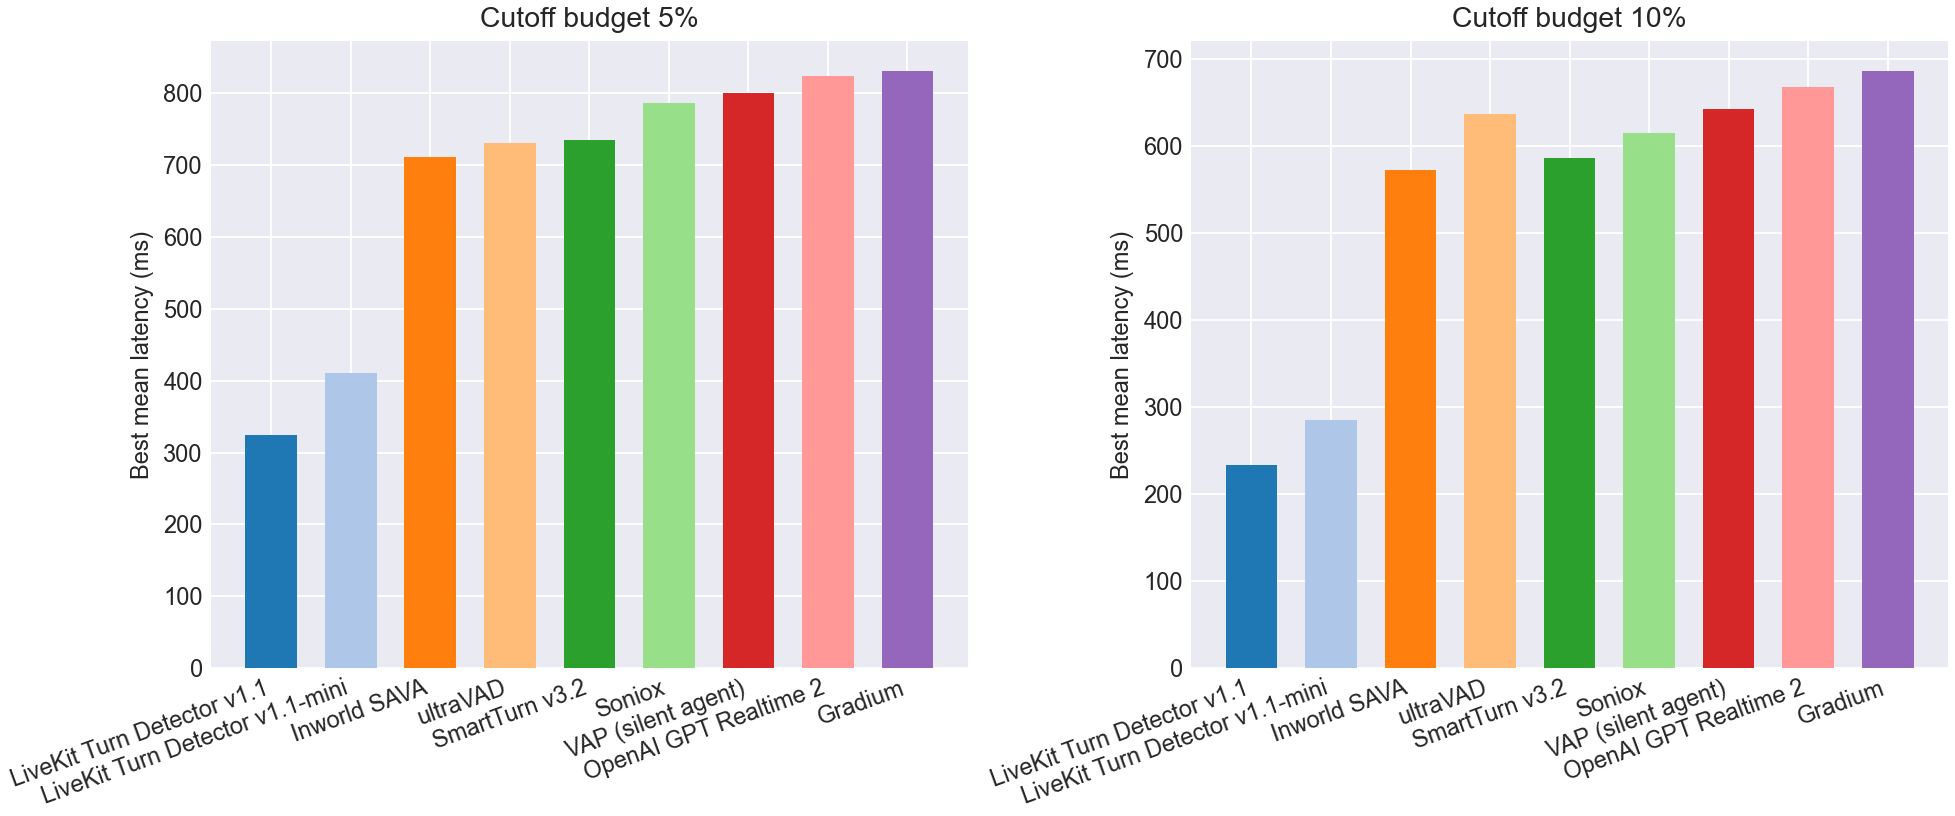 Cutoff budget 5%
Best mean latency (ms)
800
700
600
500
400
300
200
100
0
LiveKit Turn Detector v1.1
LiveKit Turn Detector v1.1-mini
Inworld SAVA
ultraVAD
SmartTurn v3.2
Soniox
VAP (silent agent)
OpenAI GPT Realtime 2
Gradium
Cutoff budget 10%
Best mean latency (ms)
700
600
500
400
300
200
100
0
LiveKit Turn Detector v1.1
LiveKit Turn Detector v1.1-mini
Inworld SAVA
ultraVAD
SmartTurn v3.2
Soniox
VAP (silent agent)
OpenAI GPT Realtime 2
Gradium